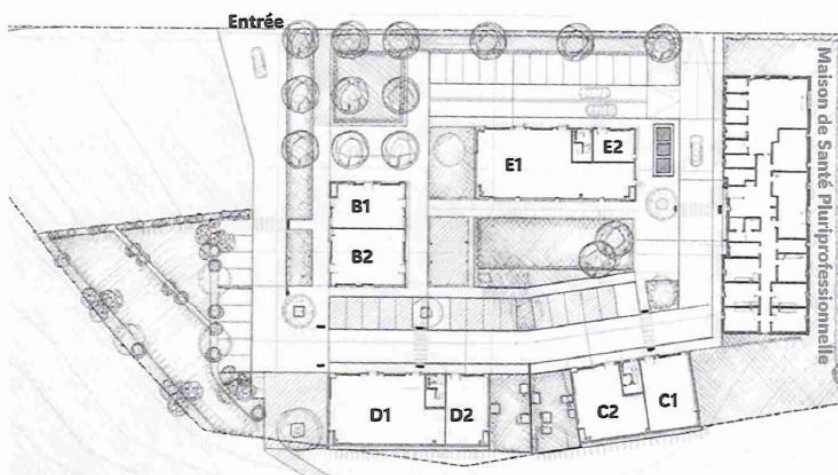 Entrée
Maison de Santé Pluriprofessionnelle
E1
E2
B1
B2
D1
D2
C2
C1